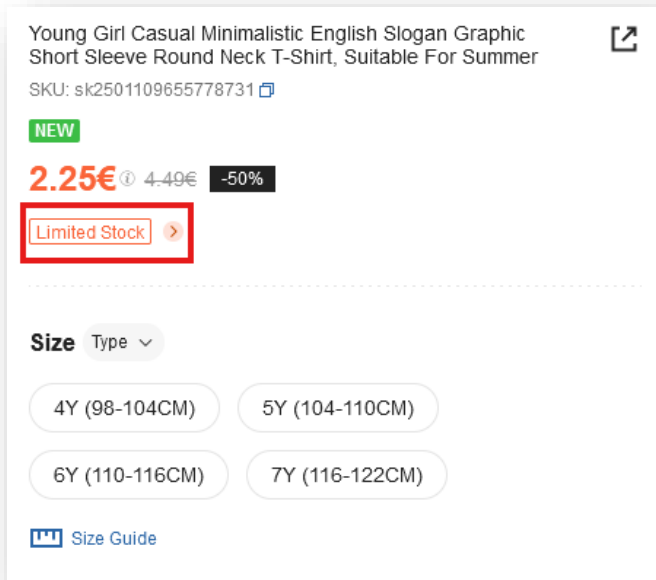 Young Girl Casual Minimalistic English Slogan Graphic
Short Sleeve Round Neck T-Shirt, Suitable For Summer
SKU: sk2501109655778731
NEW
2.25€ 4.49€ -50%
Limited Stock
Size Type
4Y (98-104CM) 5Y (104-110CM)
6Y (110-116CM) 7Y (116-122CM)
Size Guide